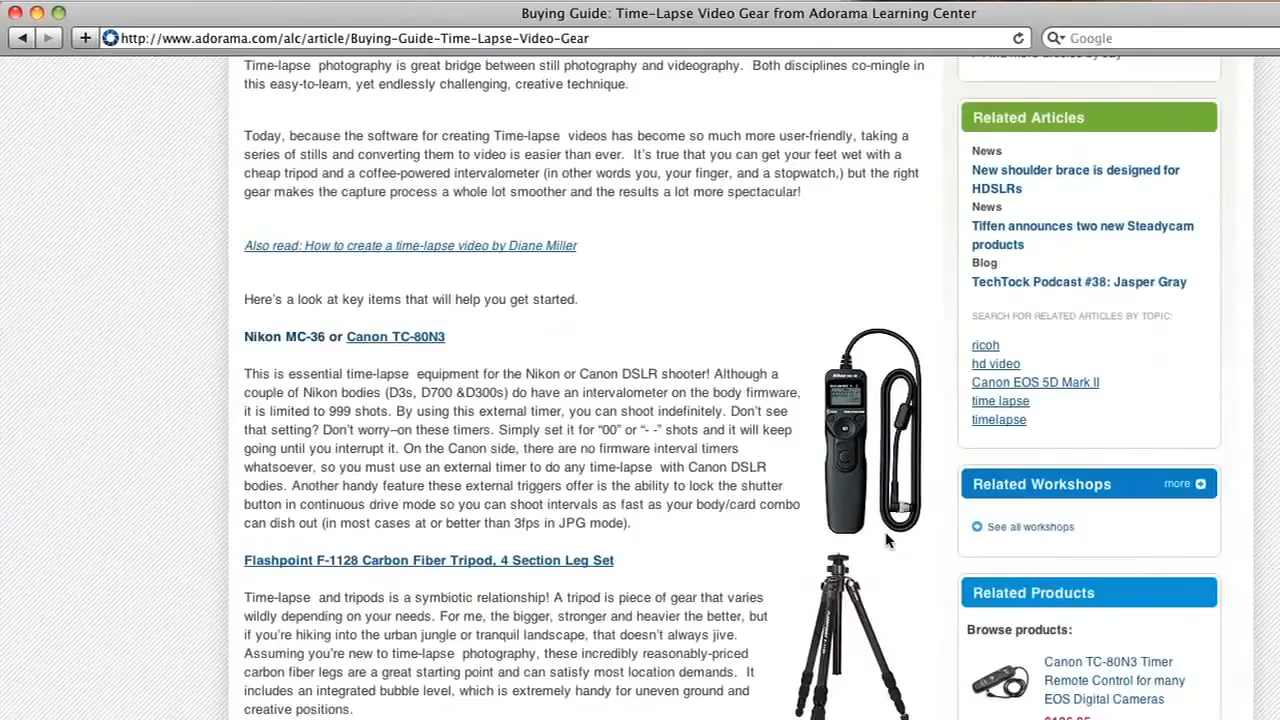 Buying Guide: Time-Lapse Video Gear from Adorama Learning Center
http://www.adorama.com/alc/article/Buying-Guide-Time-Lapse-Video-Gear
Google
Time-lapse photography is great bridge between still photography and videography. Both disciplines co-mingle in
this easy-to-learn, yet endlessly challenging, creative technique.
Today, because the software for creating Time-lapse videos has become so much more user-friendly, taking a
series of stills and converting them to video is easier than ever. It's true that you can get your feet wet with a
cheap tripod and a coffee-powered intervalometer (in other words you, your finger, and a stopwatch,) but the right
gear makes the capture process a whole lot smoother and the results a lot more spectacular!
Also read: How to create a time-lapse video by Diane Miller
Here's a look at key items that will help you get started.
Nikon MC-36 or Canon TC-80N3
This is essential time-lapse equipment for the Nikon or Canon DSLR shooter! Although a
couple of Nikon bodies (D3s, D700 &D300s) do have an intervalometer on the body firmware,
it is limited to 999 shots. By using this external timer, you can shoot indefinitely. Don't see
that setting? Don't worry–on these timers. Simply set it for “00” or “- -” shots and it will keep
going until you interrupt it. On the Canon side, there are no firmware interval timers
whatsoever, so you must use an external timer to do any time-lapse with Canon DSLR
bodies. Another handy feature these external triggers offer is the ability to lock the shutter
button in continuous drive mode so you can shoot intervals as fast as your body/card combo
can dish out (in most cases at or better than 3fps in JPG mode).
Flashpoint F-1128 Carbon Fiber Tripod, 4 Section Leg Set
Time-lapse and tripods is a symbiotic relationship! A tripod is piece of gear that varies
wildly depending on your needs. For me, the bigger, stronger and heavier the better, but
if you're hiking into the urban jungle or tranquil landscape, that doesn't always jive.
Assuming you're new to time-lapse photography, these incredibly reasonably-priced
carbon fiber legs are a great starting point and can satisfy most location demands. It
includes an integrated bubble level, which is extremely handy for uneven ground and
creative positions.
Related Articles
News
New shoulder brace is designed for
HDSLRs
News
Tiffen announces two new Steadycam
products
Blog
TechTock Podcast #38: Jasper Gray
SEARCH FOR RELATED ARTICLES BY TOPIC:
ricoh
hd video
Canon EOS 5D Mark II
time lapse
timelapse
Related Workshops more
See all workshops
Related Products
Browse products:
Canon TC-80N3 Timer
Remote Control for many
EOS Digital Cameras